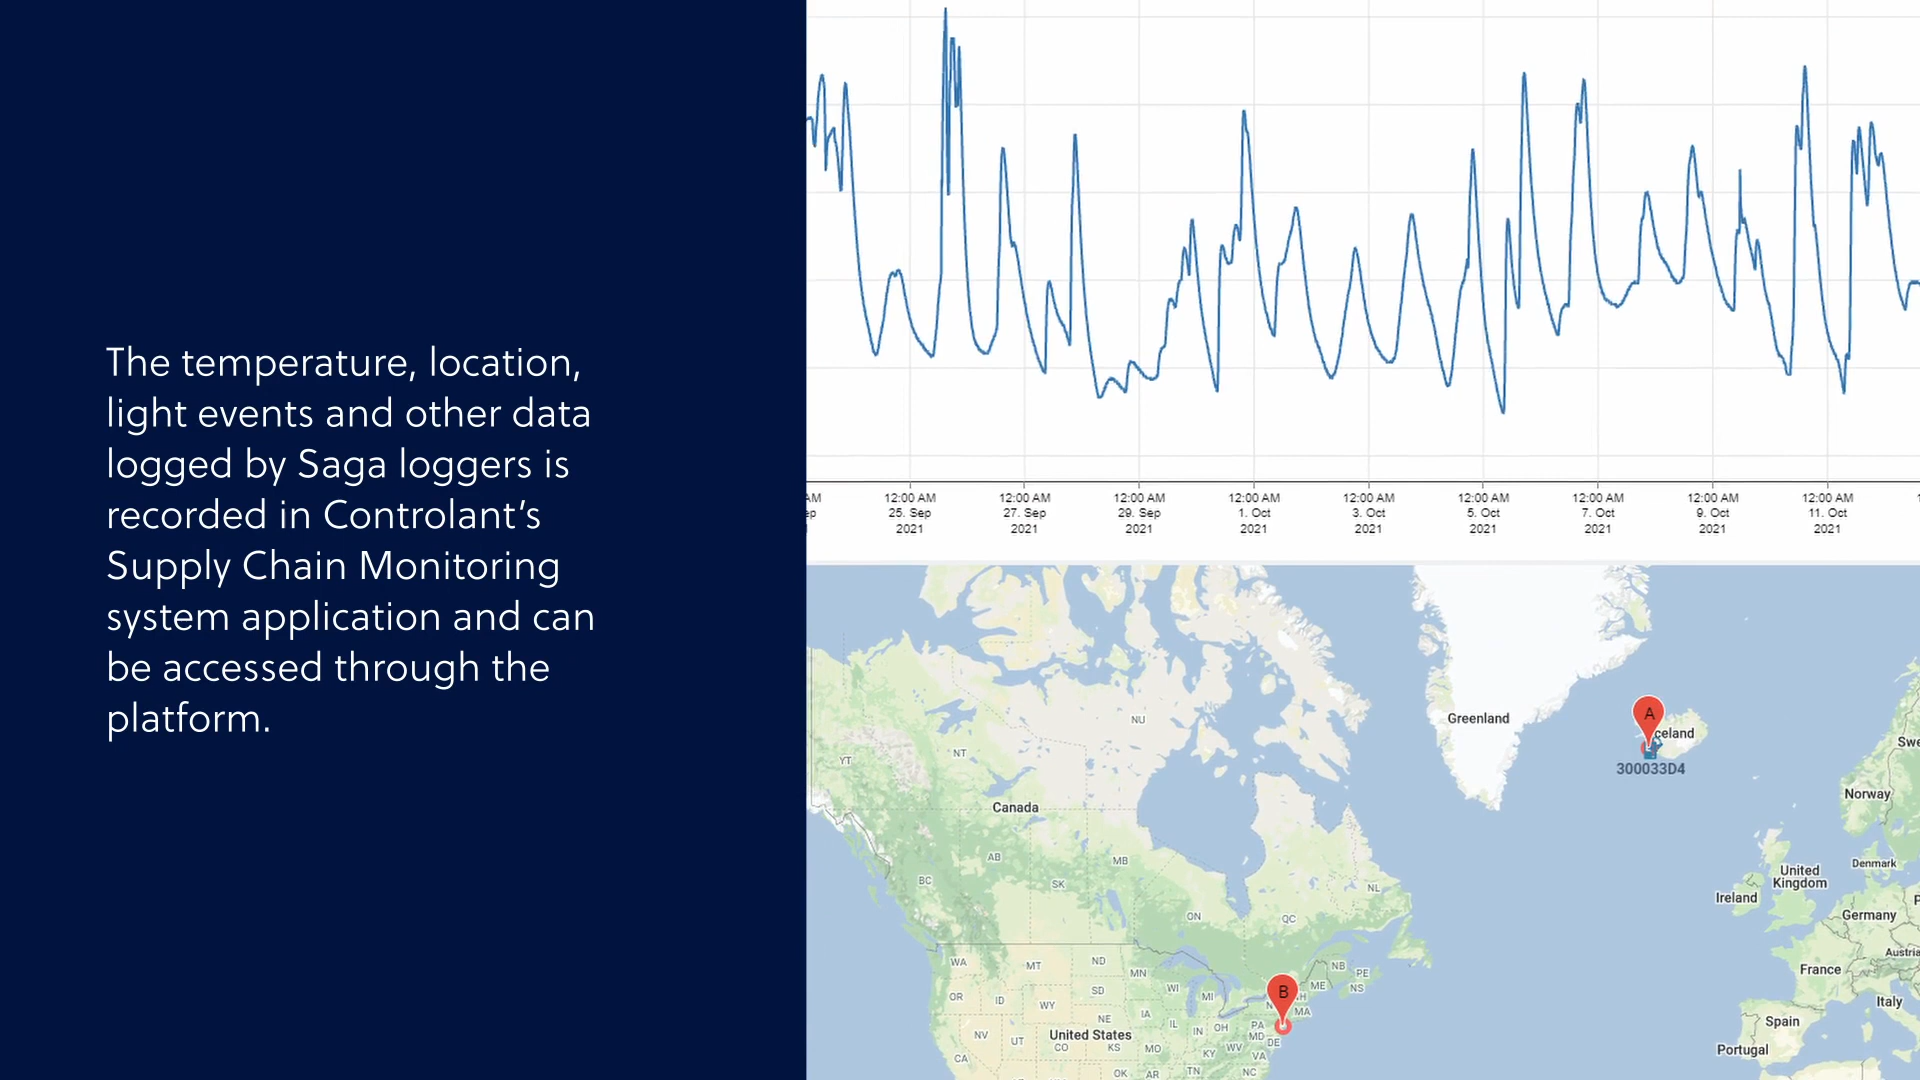 The temperature, location,
light events and other data
logged by Saga loggers is
recorded in Controlant’s
Supply Chain Monitoring
system application and can
be accessed through the
platform.
12:00 AM
25. Sep
2021
12:00 AM
27. Sep
2021
12:00 AM
29. Sep
2021
12:00 AM
1. Oct
2021
12:00 AM
3. Oct
2021
12:00 AM
5. Oct
2021
12:00 AM
7. Oct
2021
12:00 AM
9. Oct
2021
12:00 AM
11. Oct
2021
NU
Greenland
A
300033D4
YT
NT
Norway
Canada
AB
MB
Denmark
BC
SK
NL
United
Kingdom
Ireland
ON
QC
Germany
WA
MT
ND
MN
NB
PE
France
OR
ID
WY
SD
WI
MI
ME
NS
B
MA
Italy
NV
UT
NE
IA
IL
IN
OH
PA
MD
DE
Spain
United States
CO
KS
MO
KY
WV
VA
Portugal
CA
OK
AR
TN
NC